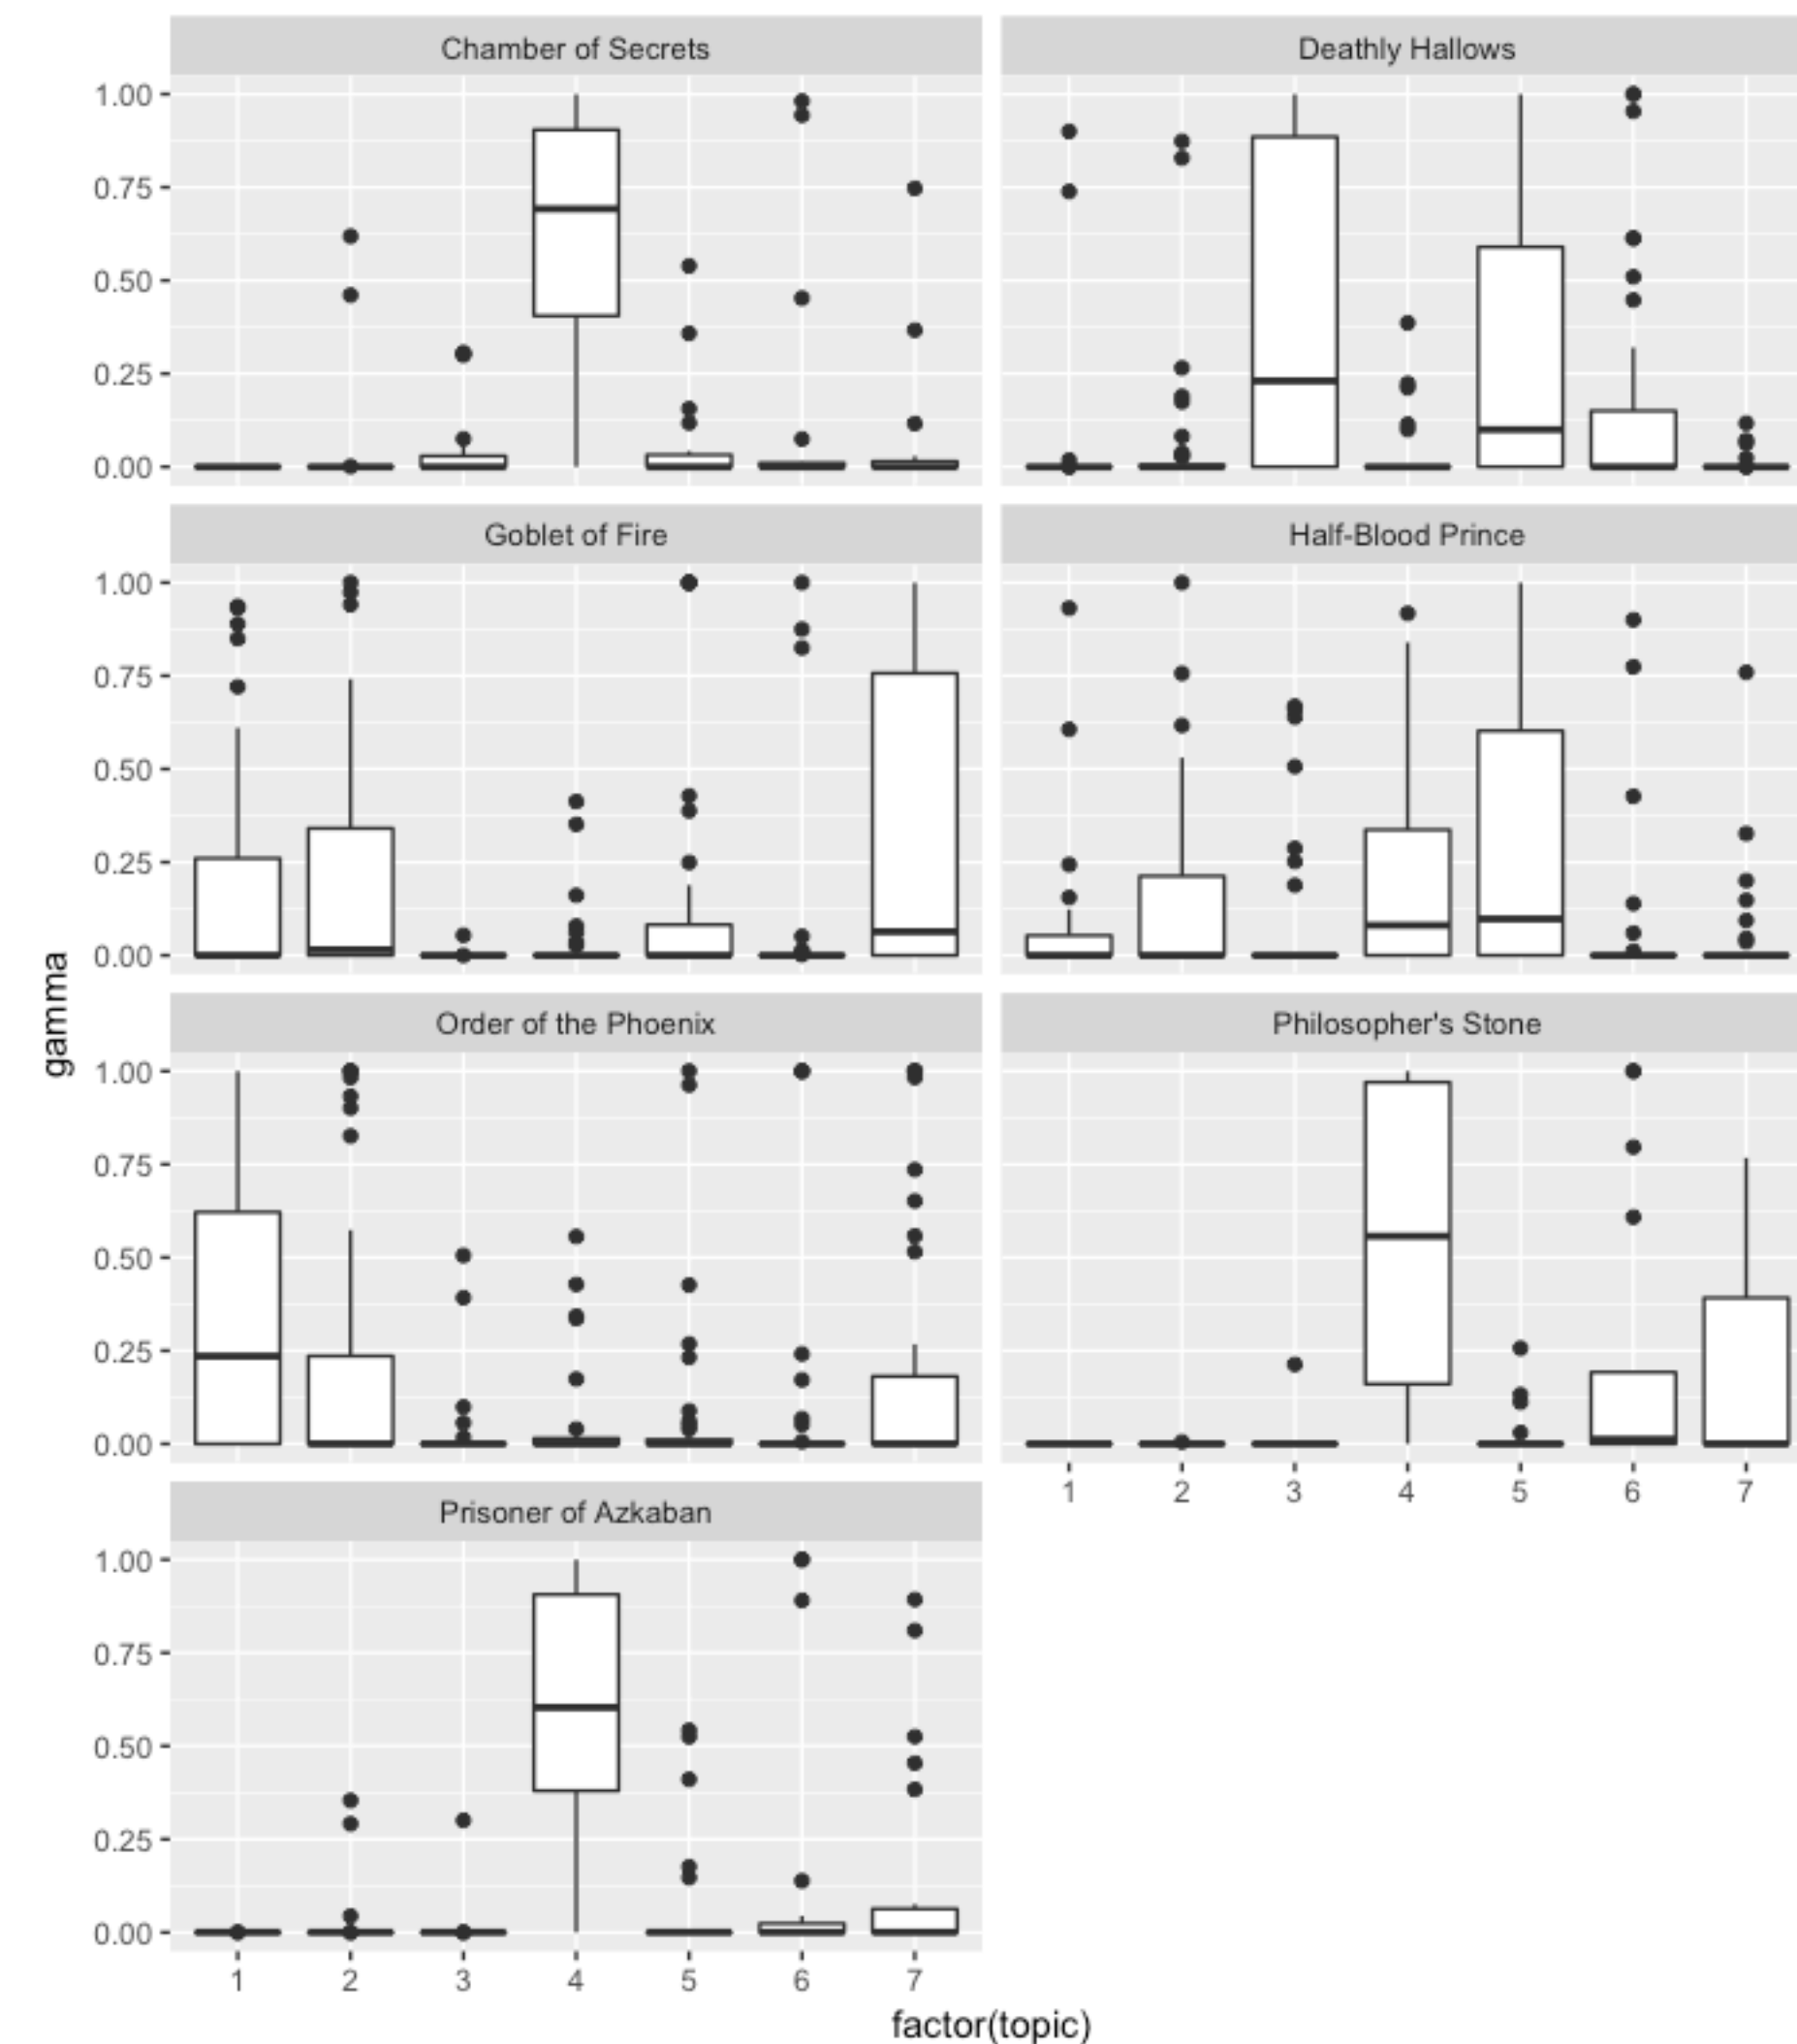 Chamber of Secrets
Deathly Hallows
1.00
0.75
0.50
0.25
0.00
Goblet of Fire
Half-Blood Prince
1.00
0.75
0.50
0.25
0.00
gamma
Order of the Phoenix
Philosopher's Stone
1.00
0.75
0.50
0.25
0.00
1 2 3 4 5 6 7
Prisoner of Azkaban
1.00
0.75
0.50
0.25
0.00
1 2 3 4 5 6 7
factor(topic)